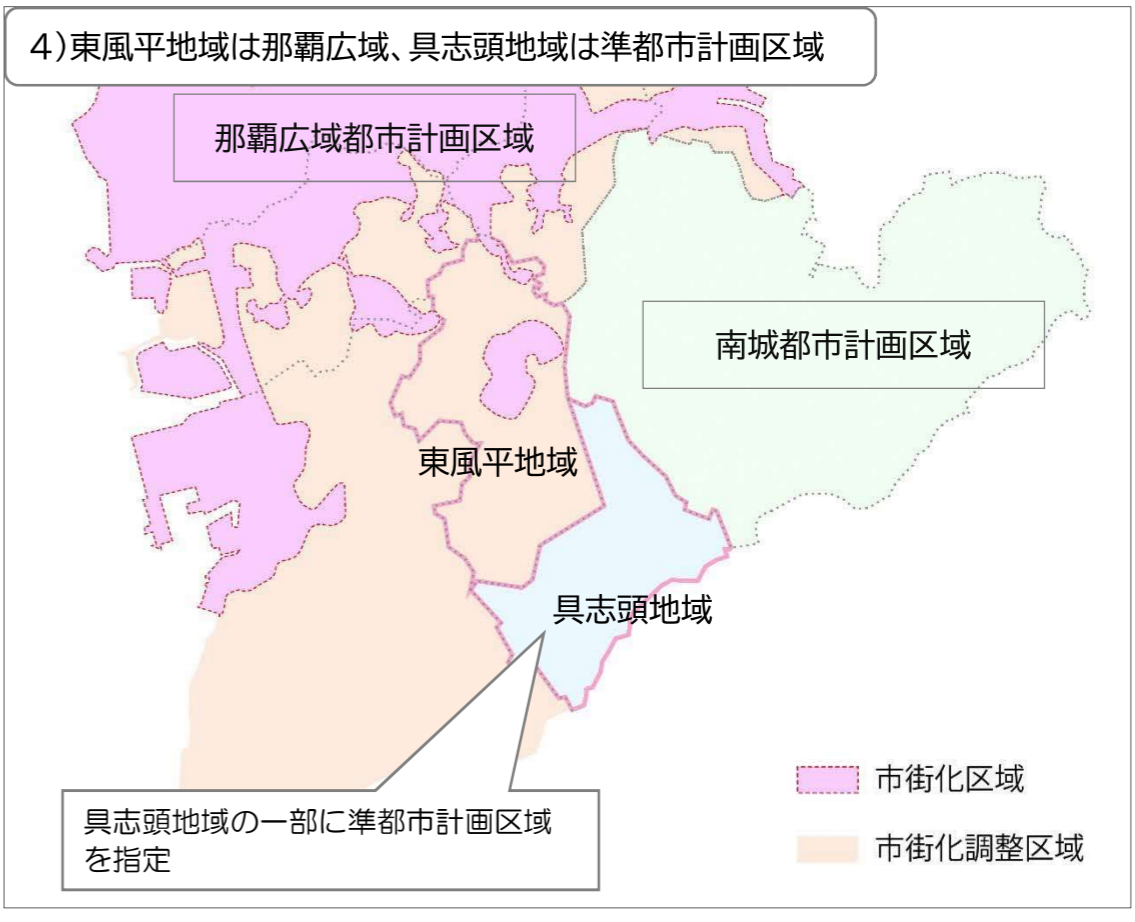 4)東風平地域は那覇広域、具志頭地域は準都市計画区域
那覇広域都市計画区域
南城都市計画区域
東風平地域
具志頭地域
市街化区域
具志頭地域の一部に準都市計画区域
を指定
市街化調整区域